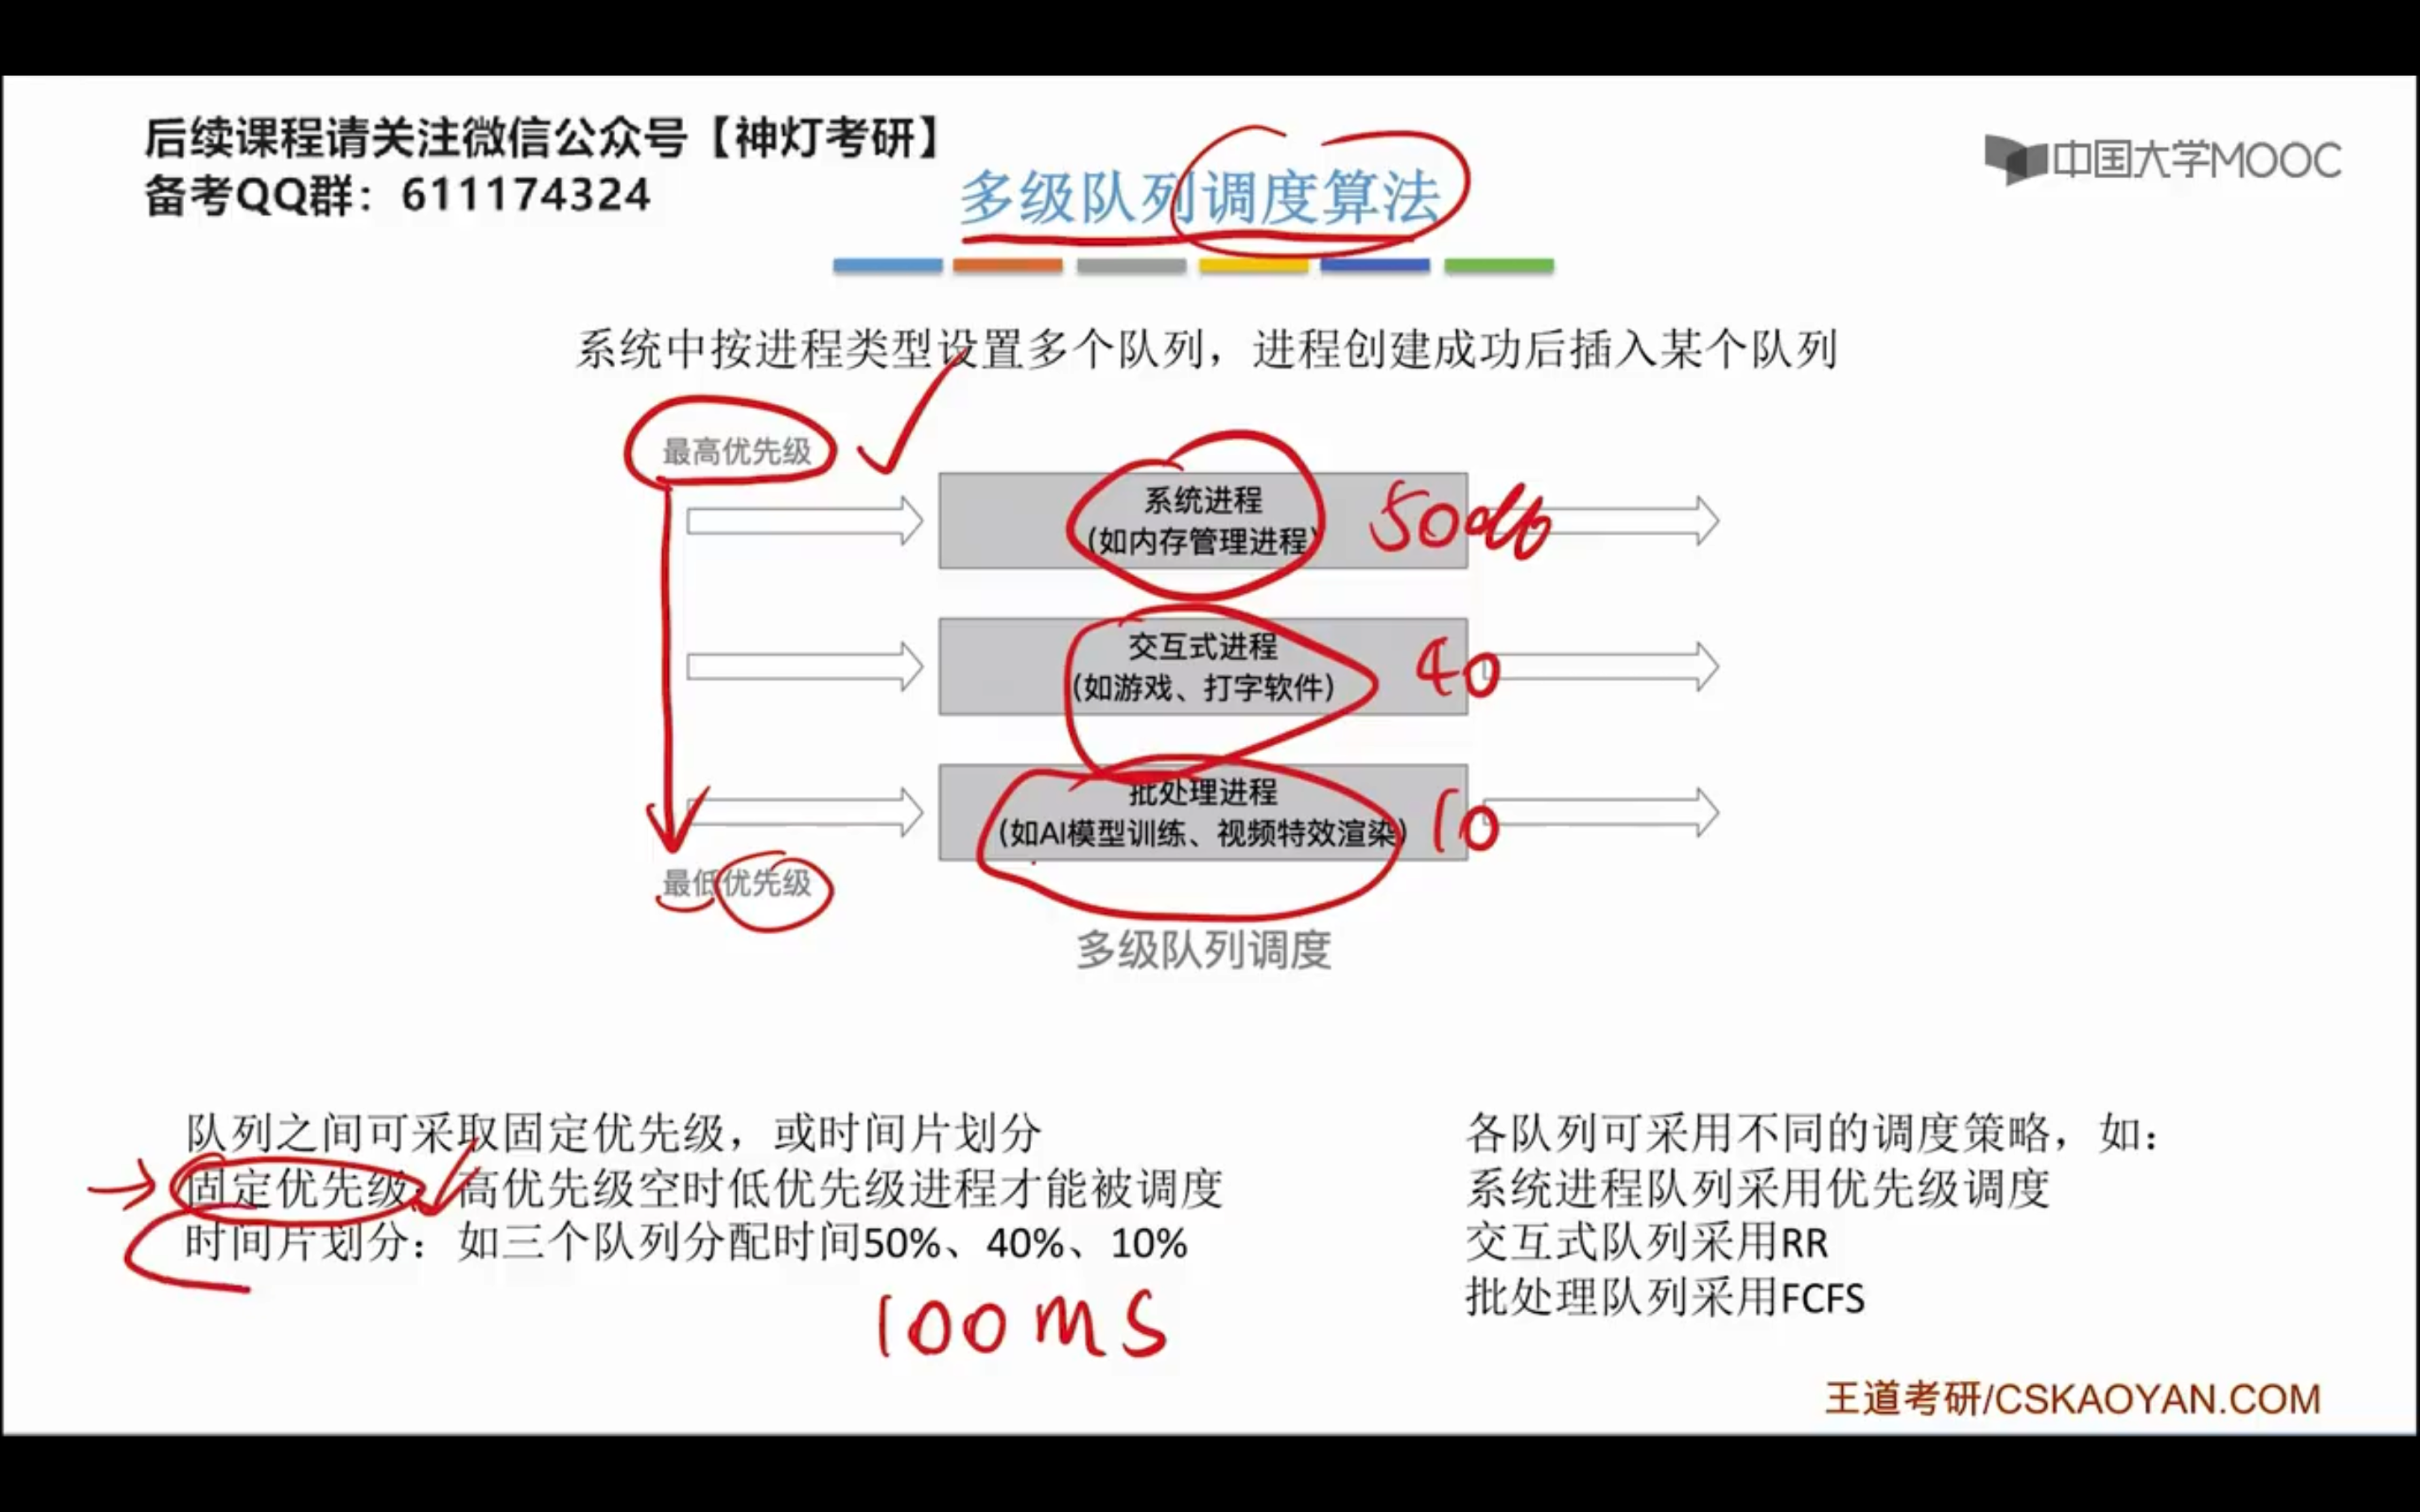 后续课程请关注微信公众号【神灯考研】
备考QQ群：611174324
中国大学MOOC
多级队列调度算法
系统中按进程类型设置多个队列，进程创建成功后插入某个队列
最高优先级
系统进程
(如内存管理进程)
50%
交互式进程
(如游戏、打字软件)
40
批处理进程
(如AI模型训练、视频特效渲染)
10
最低优先级
多级队列调度
队列之间可采取固定优先级，或时间片划分
固定优先级：高优先级空时低优先级进程才能被调度
时间片划分：如三个队列分配时间50%、40%、10%
100ms
各队列可采用不同的调度策略，如：
系统进程队列采用优先级调度
交互式队列采用RR
批处理队列采用FCFS
王道考研/CSKAOYAN.COM